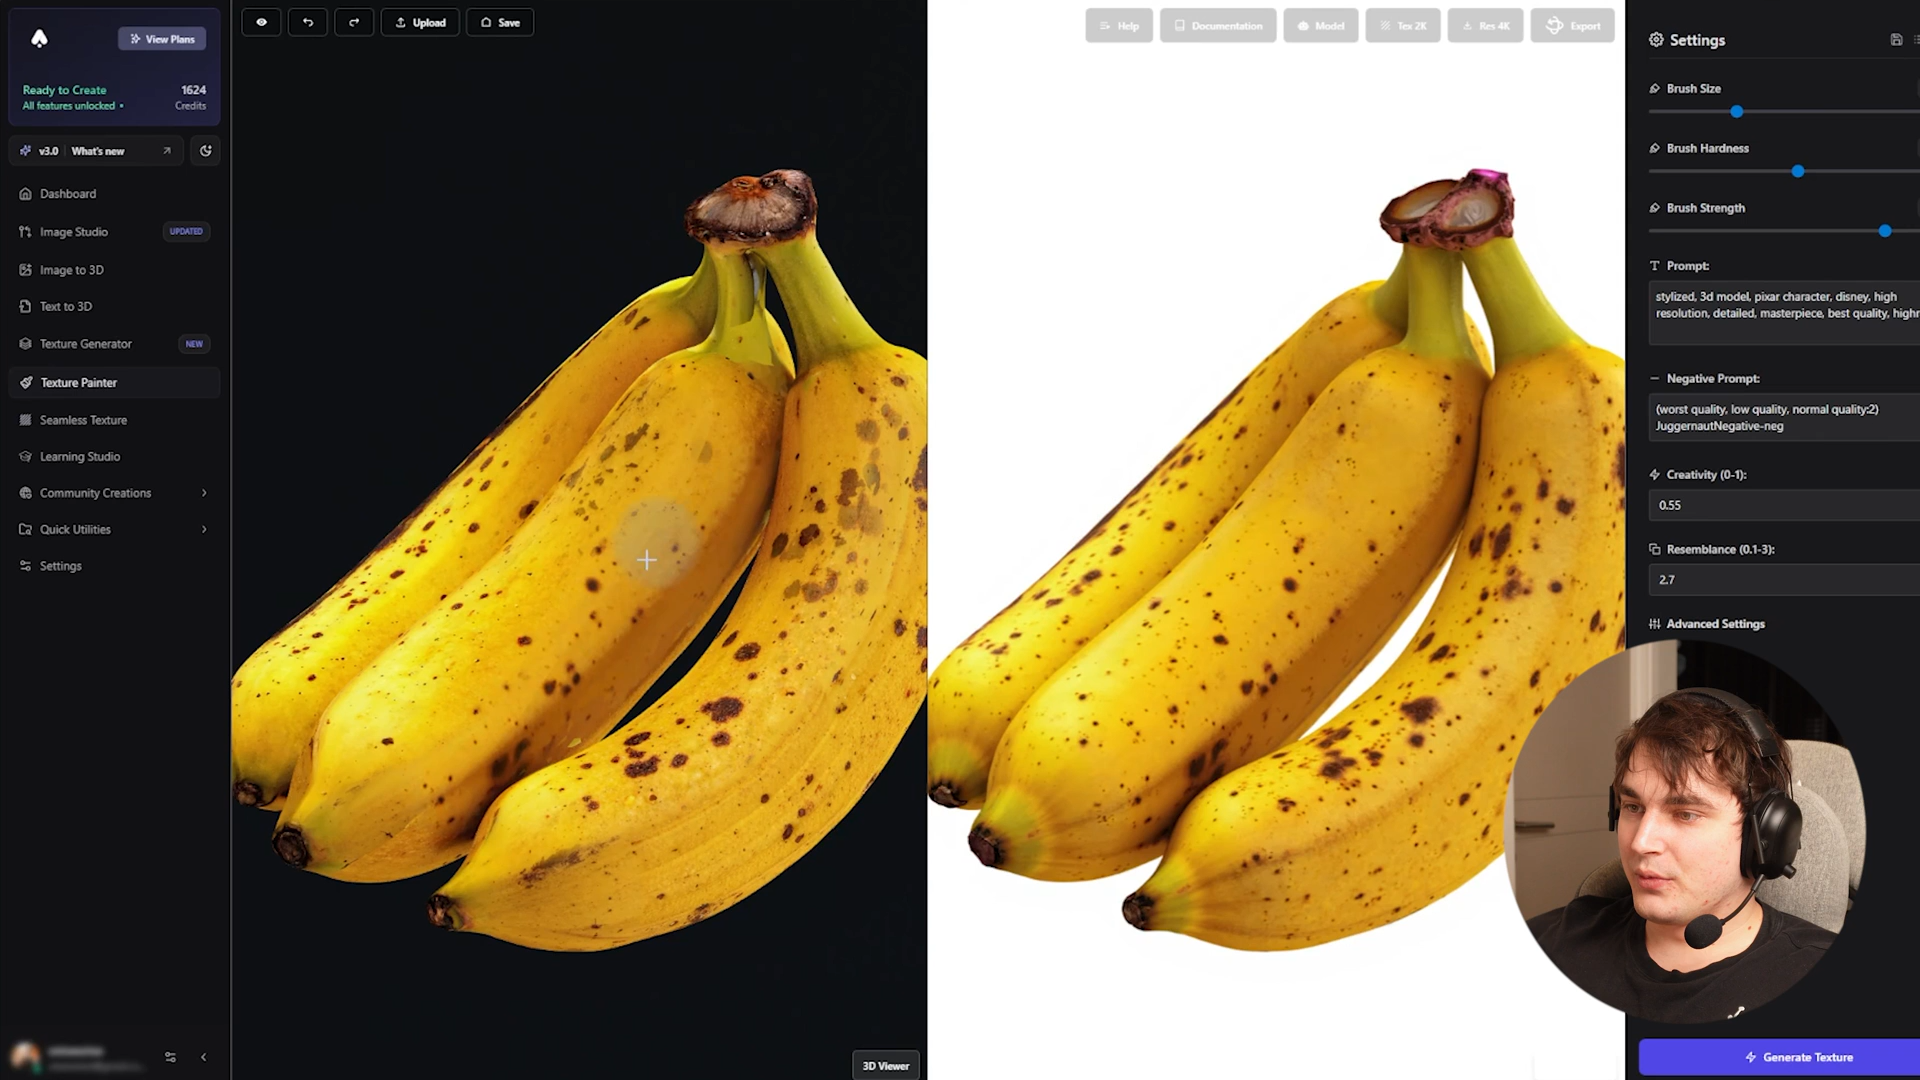 View Plans
Ready to Create
1624
All features unlocked •
Credits
v3.0 | What's new
Dashboard
Image Studio
UPDATED
Image to 3D
Text to 3D
Texture Generator
NEW
Texture Painter
Seamless Texture
Learning Studio
Community Creations
Quick Utilities
Settings
Upload
Save
3D Viewer
Help
Documentation
Model
Tex 2K
Res 4K
Export
Settings
Brush Size
Brush Hardness
Brush Strength
Prompt:
stylized, 3d model, pixar character, disney, high
resolution, detailed, masterpiece, best quality,
Negative Prompt:
(worst quality, low quality, normal quality:2)
JuggernautNegative-neg
Creativity (0-1):
0.55
Resemblance (0.1-3):
2.7
Advanced Settings
Generate Texture